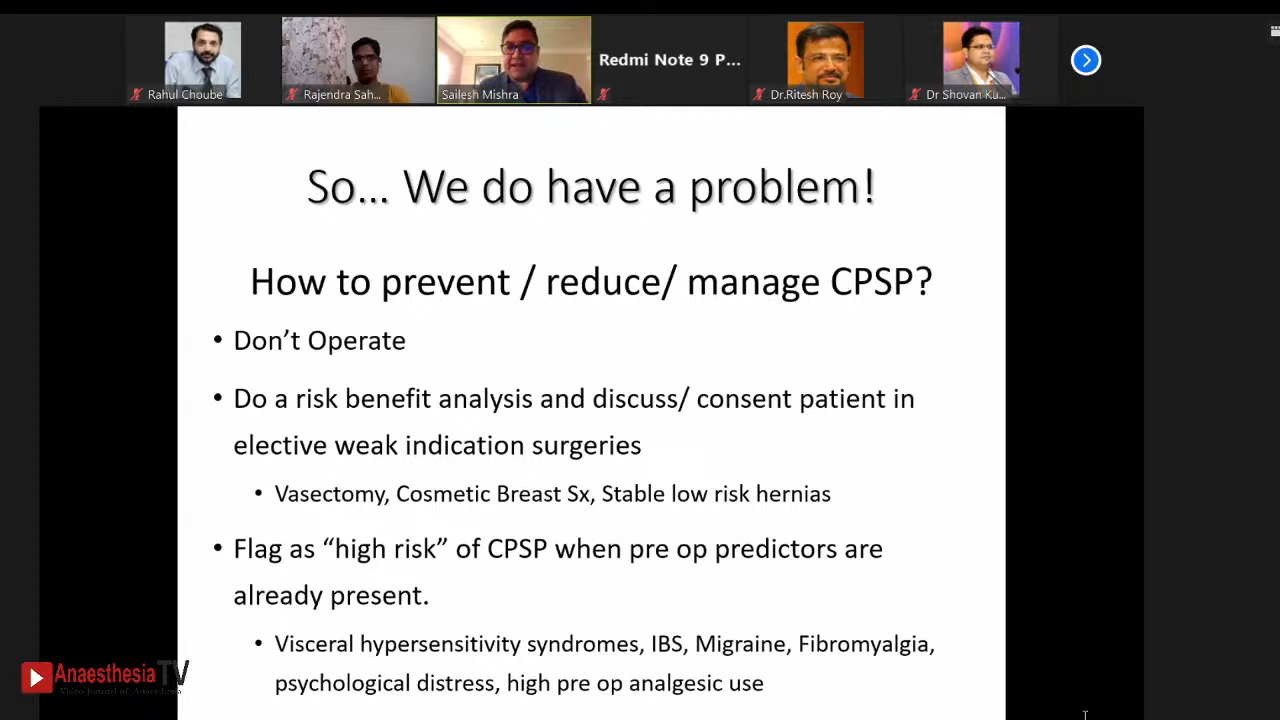 Rahul Choube
Rajendra Sah...
Sailesh Mishra
Redmi Note 9 P...
Dr.Ritesh Roy
Dr Shovan Ku...
So... We do have a problem!
How to prevent / reduce/ manage CPSP?
• Don’t Operate
• Do a risk benefit analysis and discuss/ consent patient in
elective weak indication surgeries
• Vasectomy, Cosmetic Breast Sx, Stable low risk hernias
• Flag as “high risk” of CPSP when pre op predictors are
already present.
• Visceral hypersensitivity syndromes, IBS, Migraine, Fibromyalgia,
psychological distress, high pre op analgesic use
Anaesthesia TV
Video Journal of Anaesthesia